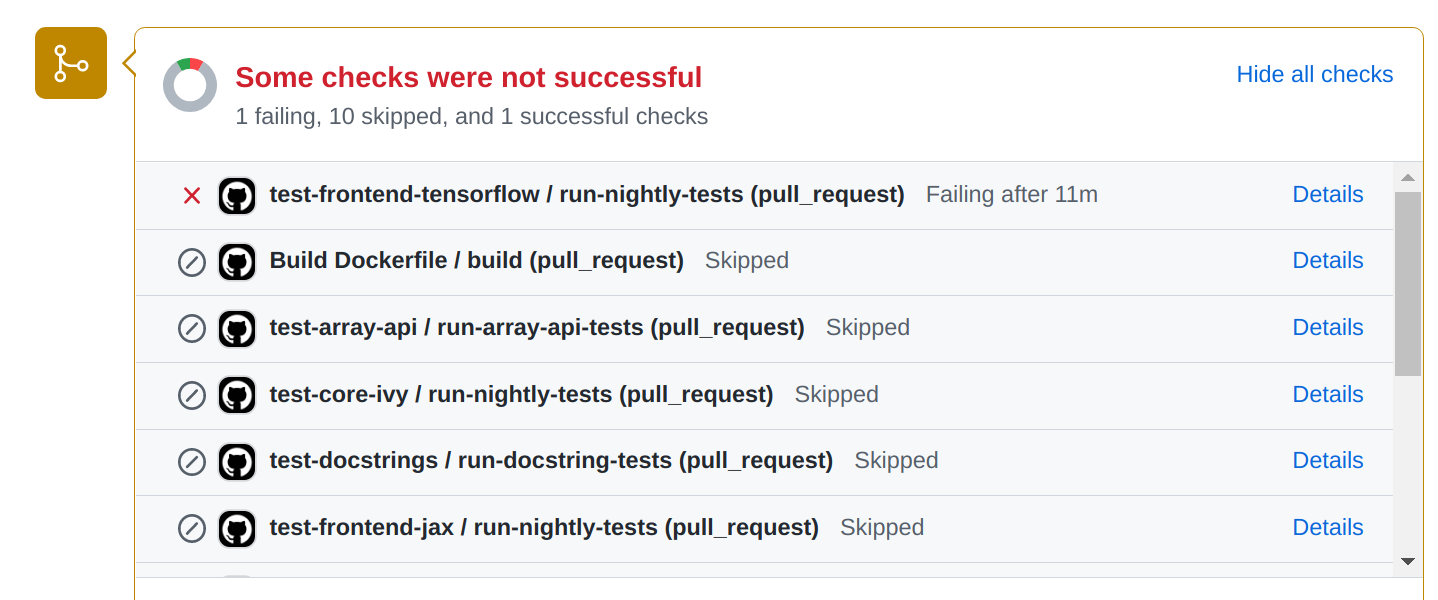 Some checks were not successful
Hide all checks
1 failing, 10 skipped, and 1 successful checks
test-frontend-tensorflow / run-nightly-tests (pull_request) Failing after 11m Details
Build Dockerfile / build (pull_request) Skipped Details
test-array-api / run-array-api-tests (pull_request) Skipped Details
test-core-ivy / run-nightly-tests (pull_request) Skipped Details
test-docstrings / run-docstring-tests (pull_request) Skipped Details
test-frontend-jax / run-nightly-tests (pull_request) Skipped Details